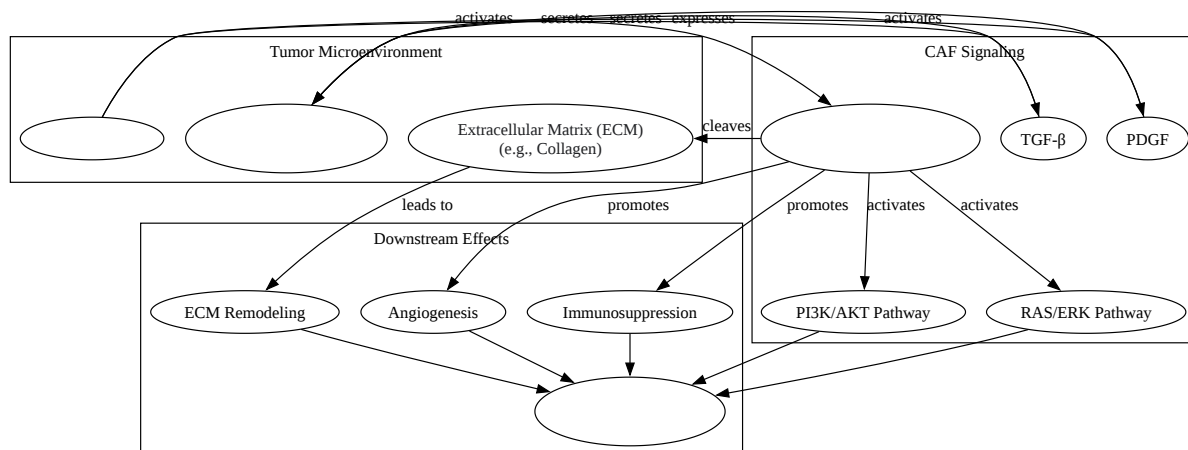 activates
secretes
secretes
expresses
activates
Tumor Microenvironment
CAF Signaling
Extracellular Matrix (ECM)
(e.g., Collagen)
cleaves
TGF-β
PDGF
leads to
promotes
promotes
activates
activates
Downstream Effects
ECM Remodeling
Angiogenesis
Immunosuppression
PI3K/AKT Pathway
RAS/ERK Pathway